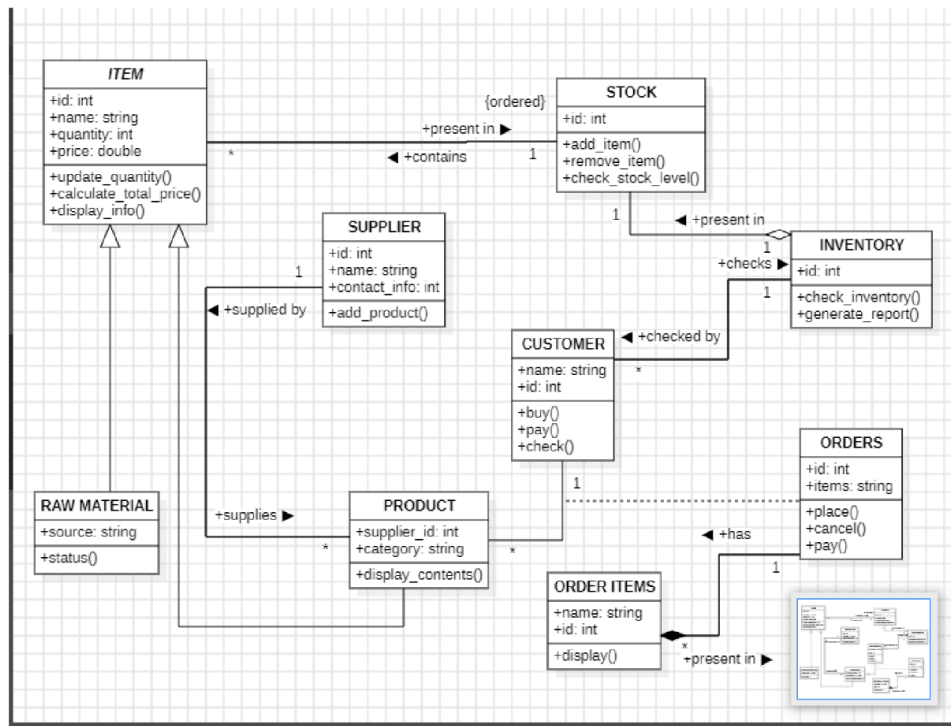 ITEM
+id: int
+name: string
+quantity: int
+price: double
+update_quantity()
+calculate_total_price()
+display_info()
{ordered}
+present in ▶
* 1
◀ +contains
STOCK
+id: int
+add_item()
+remove_item()
+check_stock_level()
1
◀ +present in
1
INVENTORY
+id: int
+check_inventory()
+generate_report()
+checks ▶
1
◀ +checked by
*
SUPPLIER
+id: int
+name: string
+contact_info: int
+add_product()
1
◀ +supplied by
+supplies ▶
*
CUSTOMER
+name: string
+id: int
+buy()
+pay()
+check()
1
*
ORDERS
+id: int
+items: string
+place()
+cancel()
+pay()
◀ +has
1
RAW MATERIAL
+source: string
+status()
PRODUCT
+supplier_id: int
+category: string
+display_contents()
ORDER ITEMS
+name: string
+id: int
+display()
*
+present in ▶